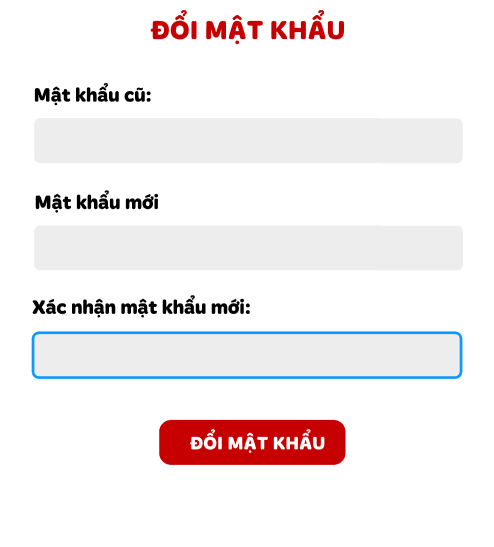 ĐỔI MẬT KHẨU
Mật khẩu cũ:
Mật khẩu mới
Xác nhận mật khẩu mới:
ĐỔI MẬT KHẨU